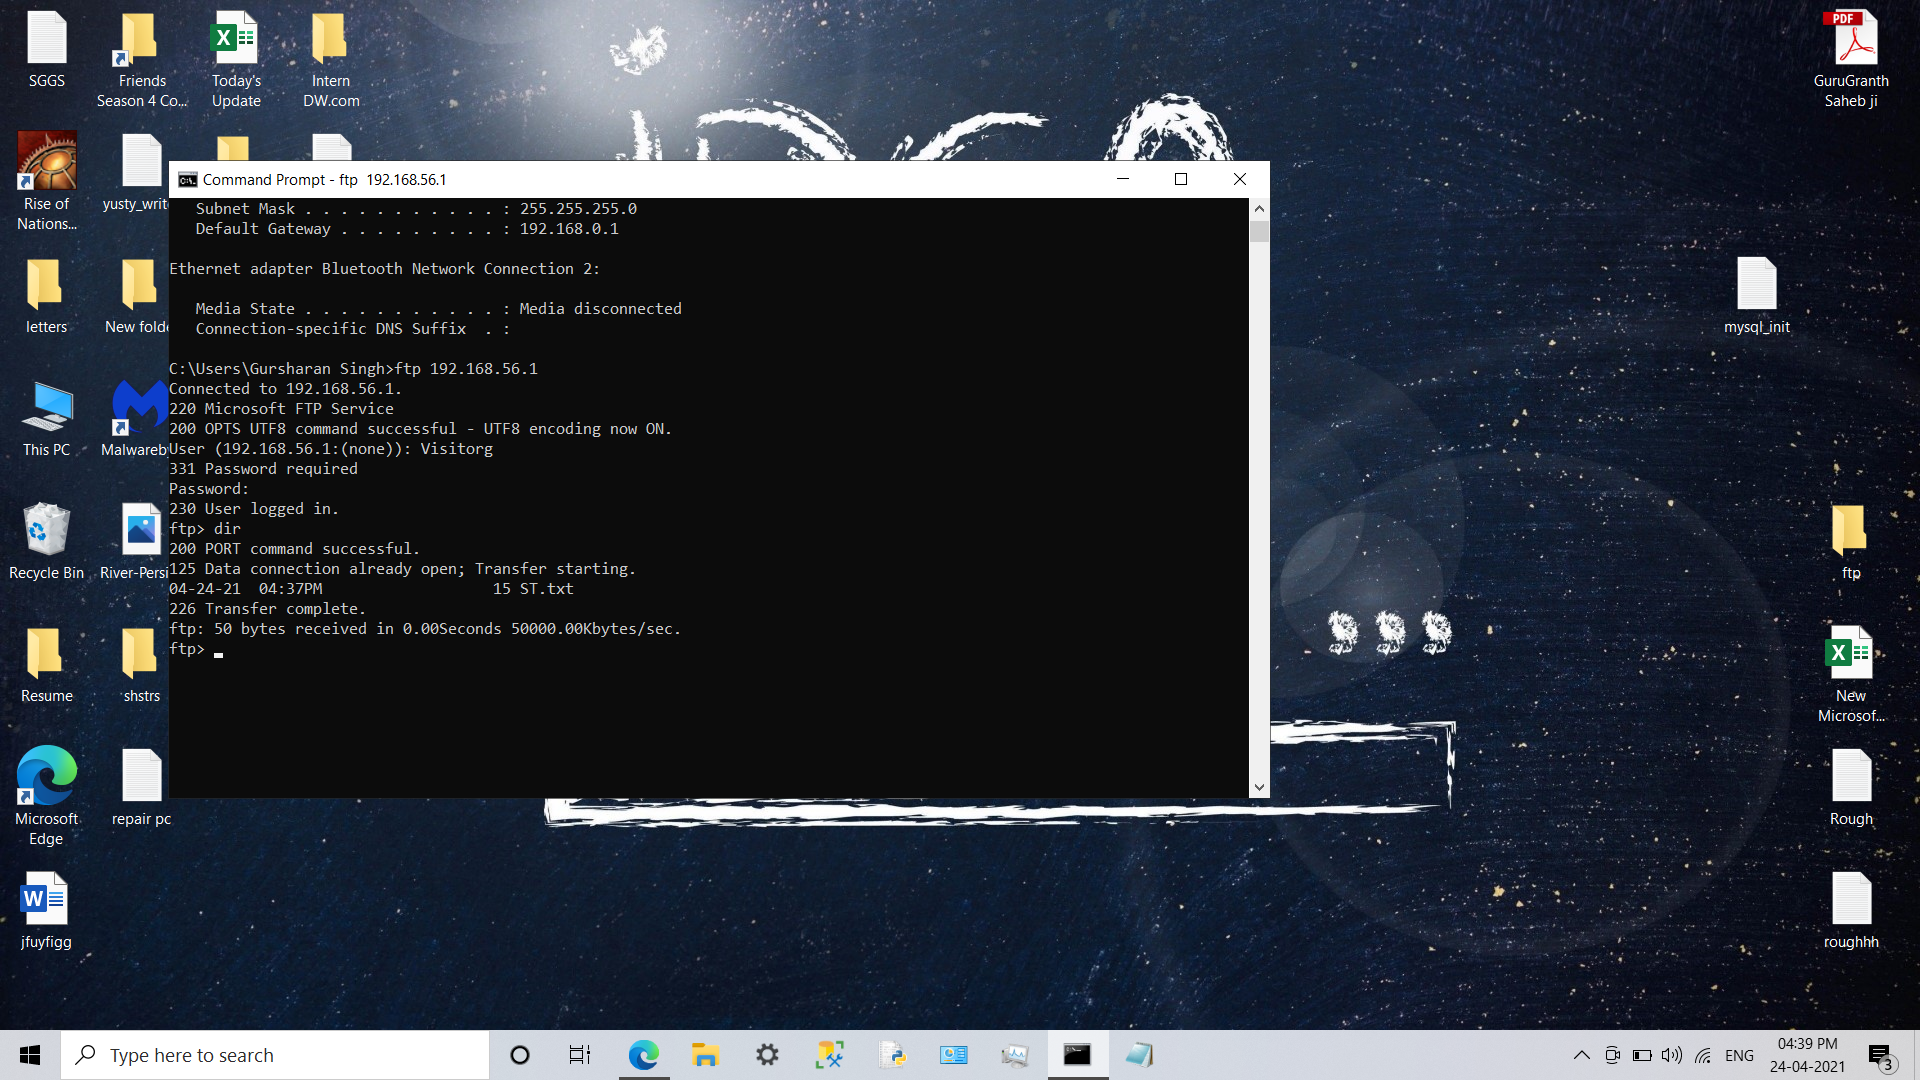 SGGS
Friends
Season 4 Co...
Today's
Update
Intern
DW.com
PDF
GuruGranth
Saheb ji
Rise of
Nations...
letters
New folde
This PC
Malwareb
Recycle Bin
River-Persi
Resume
shstrs
Microsoft
Edge
repair pc
jfuyfigg
mysql_init
ftp
New
Microsof...
Rough
roughhh
yusty_writ
Command Prompt - ftp  192.168.56.1
   Subnet Mask . . . . . . . . . . . : 255.255.255.0
   Default Gateway . . . . . . . . . : 192.168.0.1
Ethernet adapter Bluetooth Network Connection 2:
   Media State . . . . . . . . . . . : Media disconnected
   Connection-specific DNS Suffix  . :
C:\Users\Gursharan Singh>ftp 192.168.56.1
Connected to 192.168.56.1.
220 Microsoft FTP Service
200 OPTS UTF8 command successful - UTF8 encoding now ON.
User (192.168.56.1:(none)): Visitorg
331 Password required
Password:
230 User logged in.
ftp> dir
200 PORT command successful.
125 Data connection already open; Transfer starting.
04-24-21  04:37PM                   15 ST.txt
226 Transfer complete.
ftp: 50 bytes received in 0.00Seconds 50000.00Kbytes/sec.
ftp>
Type here to search
ENG
04:39 PM
24-04-2021
3